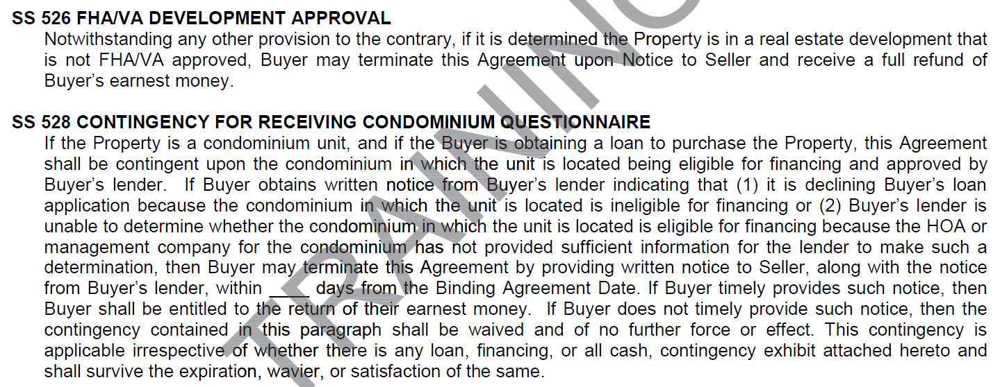 SS 526 FHA/VA DEVELOPMENT APPROVAL
Notwithstanding any other provision to the contrary, if it is determined the Property is in a real estate development that
is not FHA/VA approved, Buyer may terminate this Agreement upon Notice to Seller and receive a full refund of
Buyer's earnest money.
SS 528 CONTINGENCY FOR RECEIVING CONDOMINIUM QUESTIONNAIRE
If the Property is a condominium unit, and if the Buyer is obtaining a loan to purchase the Property, this Agreement
shall be contingent upon the condominium in which the unit is located being eligible for financing and approved by
Buyer's lender. If Buyer obtains written notice from Buyer's lender indicating that (1) it is declining Buyer's loan
application because the condominium in which the unit is located is ineligible for financing or (2) Buyer's lender is
unable to determine whether the condominium in which the unit is located is eligible for financing because the HOA or
management company for the condominium has not provided sufficient information for the lender to make such a
determination, then Buyer may terminate this Agreement by providing written notice to Seller, along with the notice
from Buyer's lender, within ____ days from the Binding Agreement Date. If Buyer timely provides such notice, then
Buyer shall be entitled to the return of their earnest money. If Buyer does not timely provide such notice, then the
contingency contained in this paragraph shall be waived and of no further force or effect. This contingency is
applicable irrespective of whether there is any loan, financing, or all cash, contingency exhibit attached hereto and
shall survive the expiration, wavier, or satisfaction of the same.
TRAINING